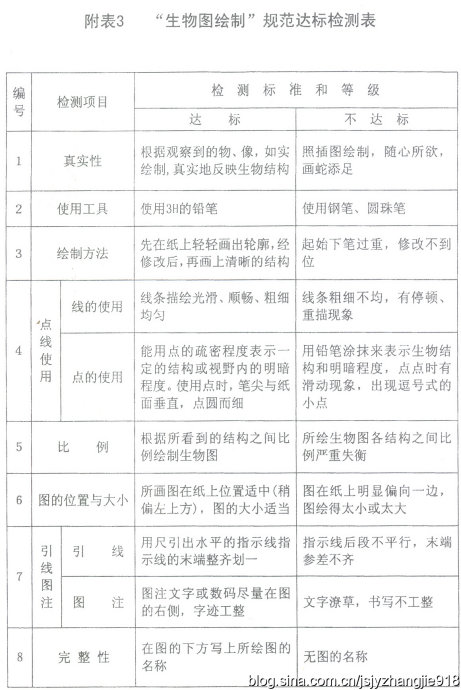 附表3 “生物图绘制”规范达标检测表
编号
检测项目
检测标准和等级
达标
不达标
1
真实性
根据观察到的物、像，如实
绘制,真实地反映生物结构
照插图绘制，随心所欲，
画蛇添足
2
使用工具
使用3H的铅笔
使用钢笔、圆珠笔
3
绘制方法
先在纸上轻轻画出轮廓,经
修改后,再画上清晰的结构
起始下笔过重，修改不到
位
4
点线使用
线的使用
线条描绘光滑、顺畅、粗细
均匀
线条粗细不均，有停顿、
重描现象
点的使用
能用点的疏密程度表示一
定的结构或视野内的明暗
程度。使用点时，笔尖与纸
面垂直，点圆而细
用铅笔涂抹来表示生物结
构和明暗程度，点点时有
滑动现象，出现逗号式的
小点
5
比例
根据所看到的结构之间比
例绘制生物图
所绘生物图各结构之间比
例严重失衡
6
图的位置与大小
所画图在纸上位置适中(稍
偏左上方)，图的大小适当
图在纸上明显偏向一边，
图绘得太小或太大
7
引线图注
引线
用尺引出水平的指示线指
示线的末端整齐划一
指示线后段不平行，末端
参差不齐
图注
图注文字或数码尽量在图
的右侧，字迹工整
文字潦草，书写不工整
8
完整性
在图的下方写上所绘图的
名称
无图的名称
blog.sina.com.cn/jsjyzhangjie918